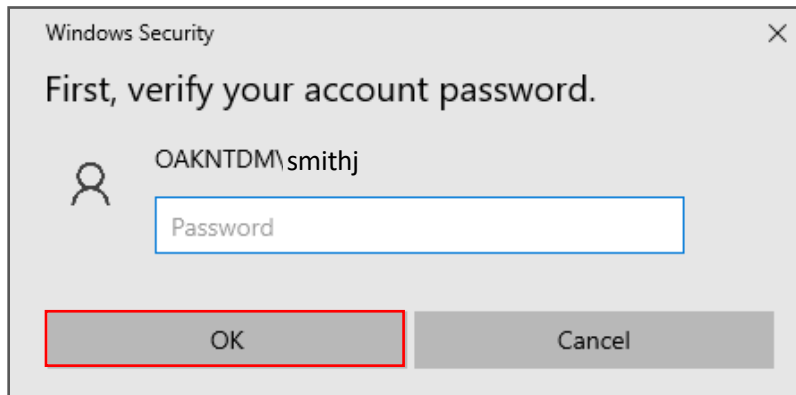 Windows Security
First, verify your account password.
OAKNTDM\smithj
Password
OK
Cancel